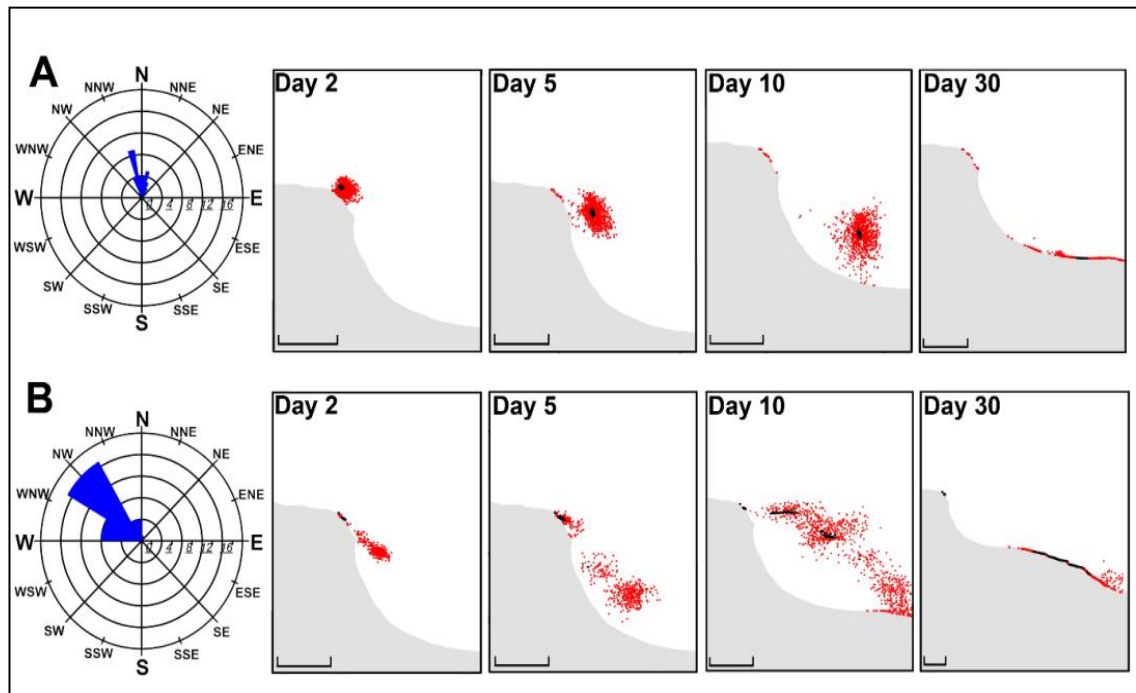 A
N
NNW
NNE
NW
NE
WNW
ENE
W
0 4 8 12 16
E
WSW
ESE
SW
SE
SSW
SSE
S
Day 2
Day 5
Day 10
Day 30
B
N
NNW
NNE
NW
NE
WNW
ENE
W
0 4 8 12 16
E
WSW
ESE
SW
SE
SSW
SSE
S
Day 2
Day 5
Day 10
Day 30